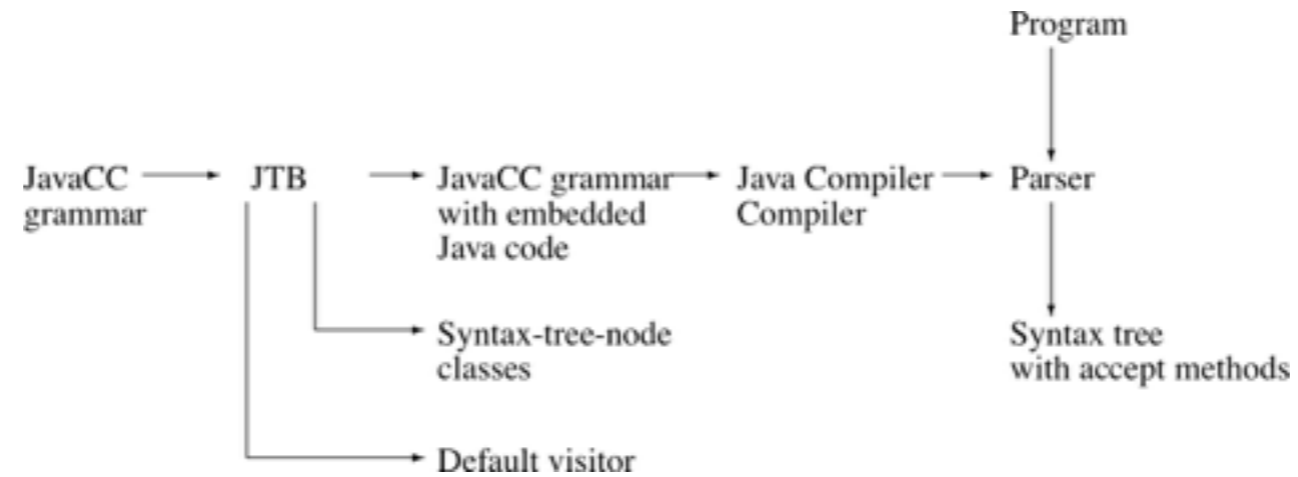 Program
JavaCC
grammar
JTB
JavaCC grammar
with embedded
Java code
Java Compiler
Compiler
Parser
Syntax-tree-node
classes
Syntax tree
with accept methods
Default visitor